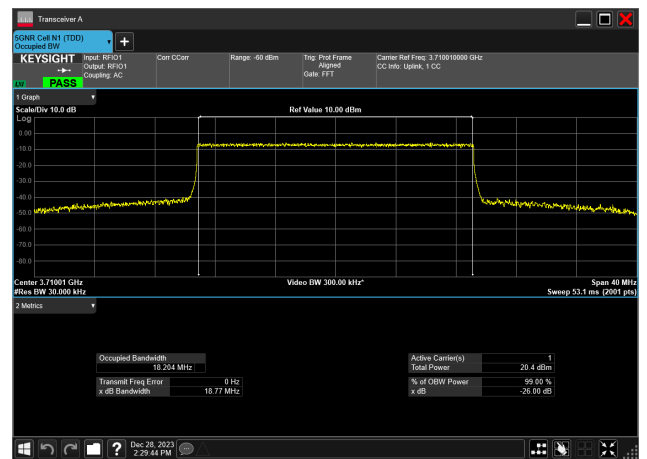 Transceiver A
5GNR Cell N1 (TDD)
Occupied BW
KEYSIGHT
Input: RFIO1
Output: RFIO1
Coupling: AC
Corr CCorr
Range: -60 dBm
Trig: Prot Frame
Aligned
Gate: FFT
Carrier Ref Freq: 3.710010000 GHz
CC Info: Uplink, 1 CC
PASS
1 Graph
Scale/Div 10.0 dB
Ref Value 10.00 dBm
Log
0.00
-10.0
-20.0
-30.0
-40.0
-50.0
-60.0
-70.0
-80.0
Center 3.71001 GHz
Video BW 300.00 kHz*
Span 40 MHz
#Res BW 30.000 kHz
Sweep 53.1 ms (2001 pts)
2 Metrics
Occupied Bandwidth
18.204 MHz
Active Carrier(s) 1
Total Power 20.4 dBm
Transmit Freq Error 0 Hz
x dB Bandwidth 18.77 MHz
% of OBW Power 99.00 %
x dB -26.00 dB
Dec 28, 2023
2:29:44 PM